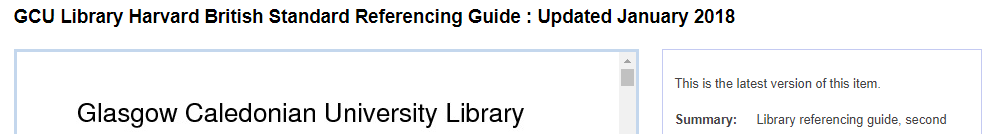 GCU Library Harvard British Standard Referencing Guide : Updated January 2018
Glasgow Caledonian University Library
This is the latest version of this item.
Summary: Library referencing guide, second